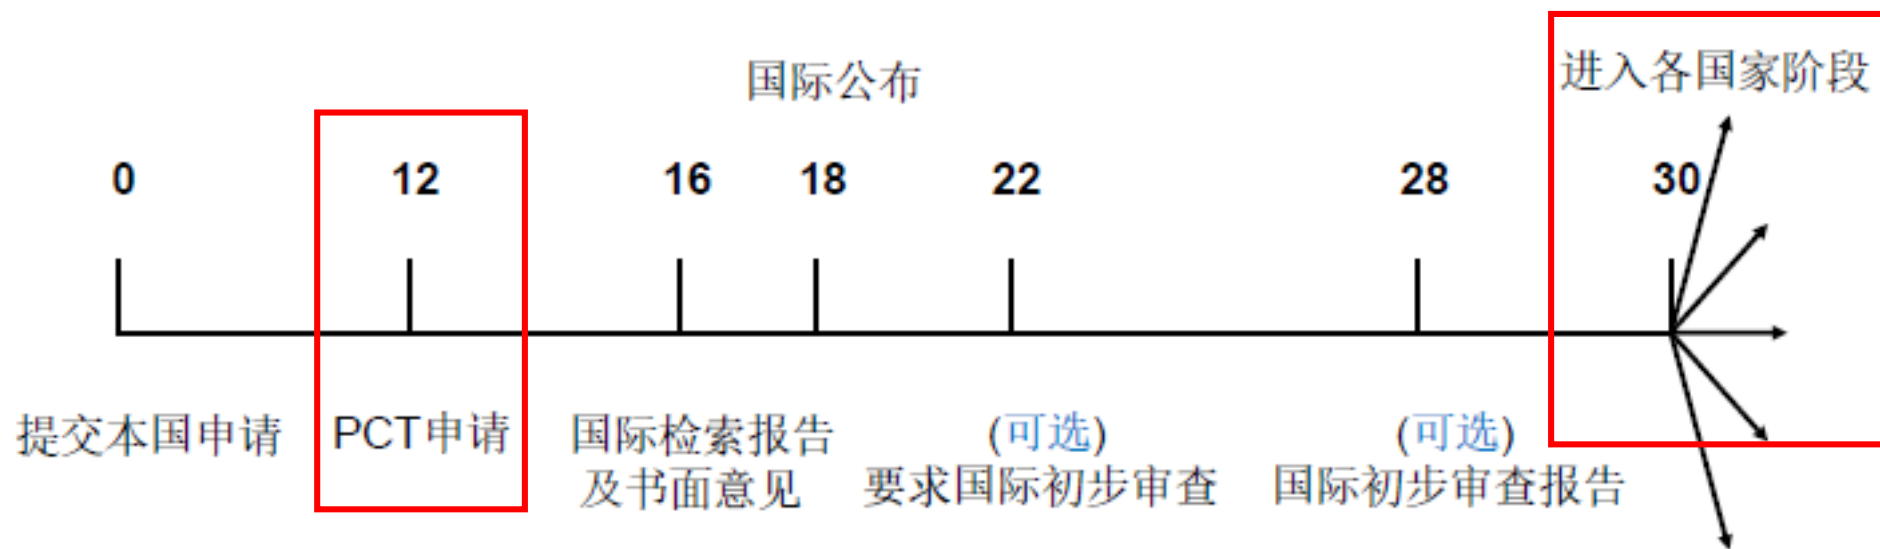 国际公布
进入各国家阶段
0 12 16 18 22 28 30
提交本国申请
PCT申请
国际检索报告
及书面意见
(可选)
要求国际初步审查
(可选)
国际初步审查报告